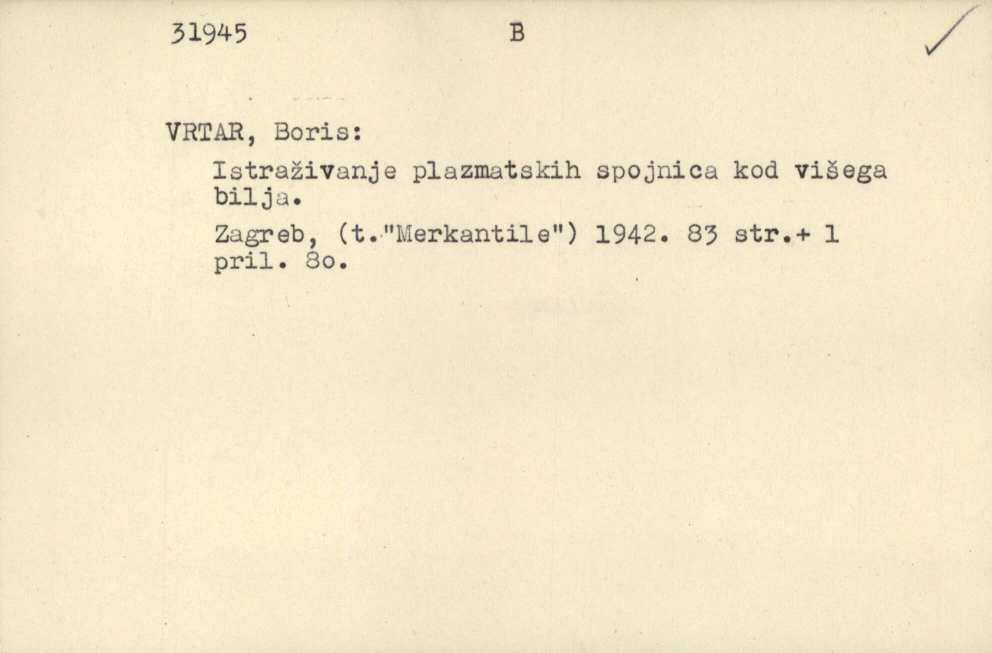 31945 B
VRTAR, Boris:
Istraživanje plazmatskih spojnica kod višega
bilja.
Zagreb, (t."Merkantile") 1942. 83 str.+ 1
pril. 8o.